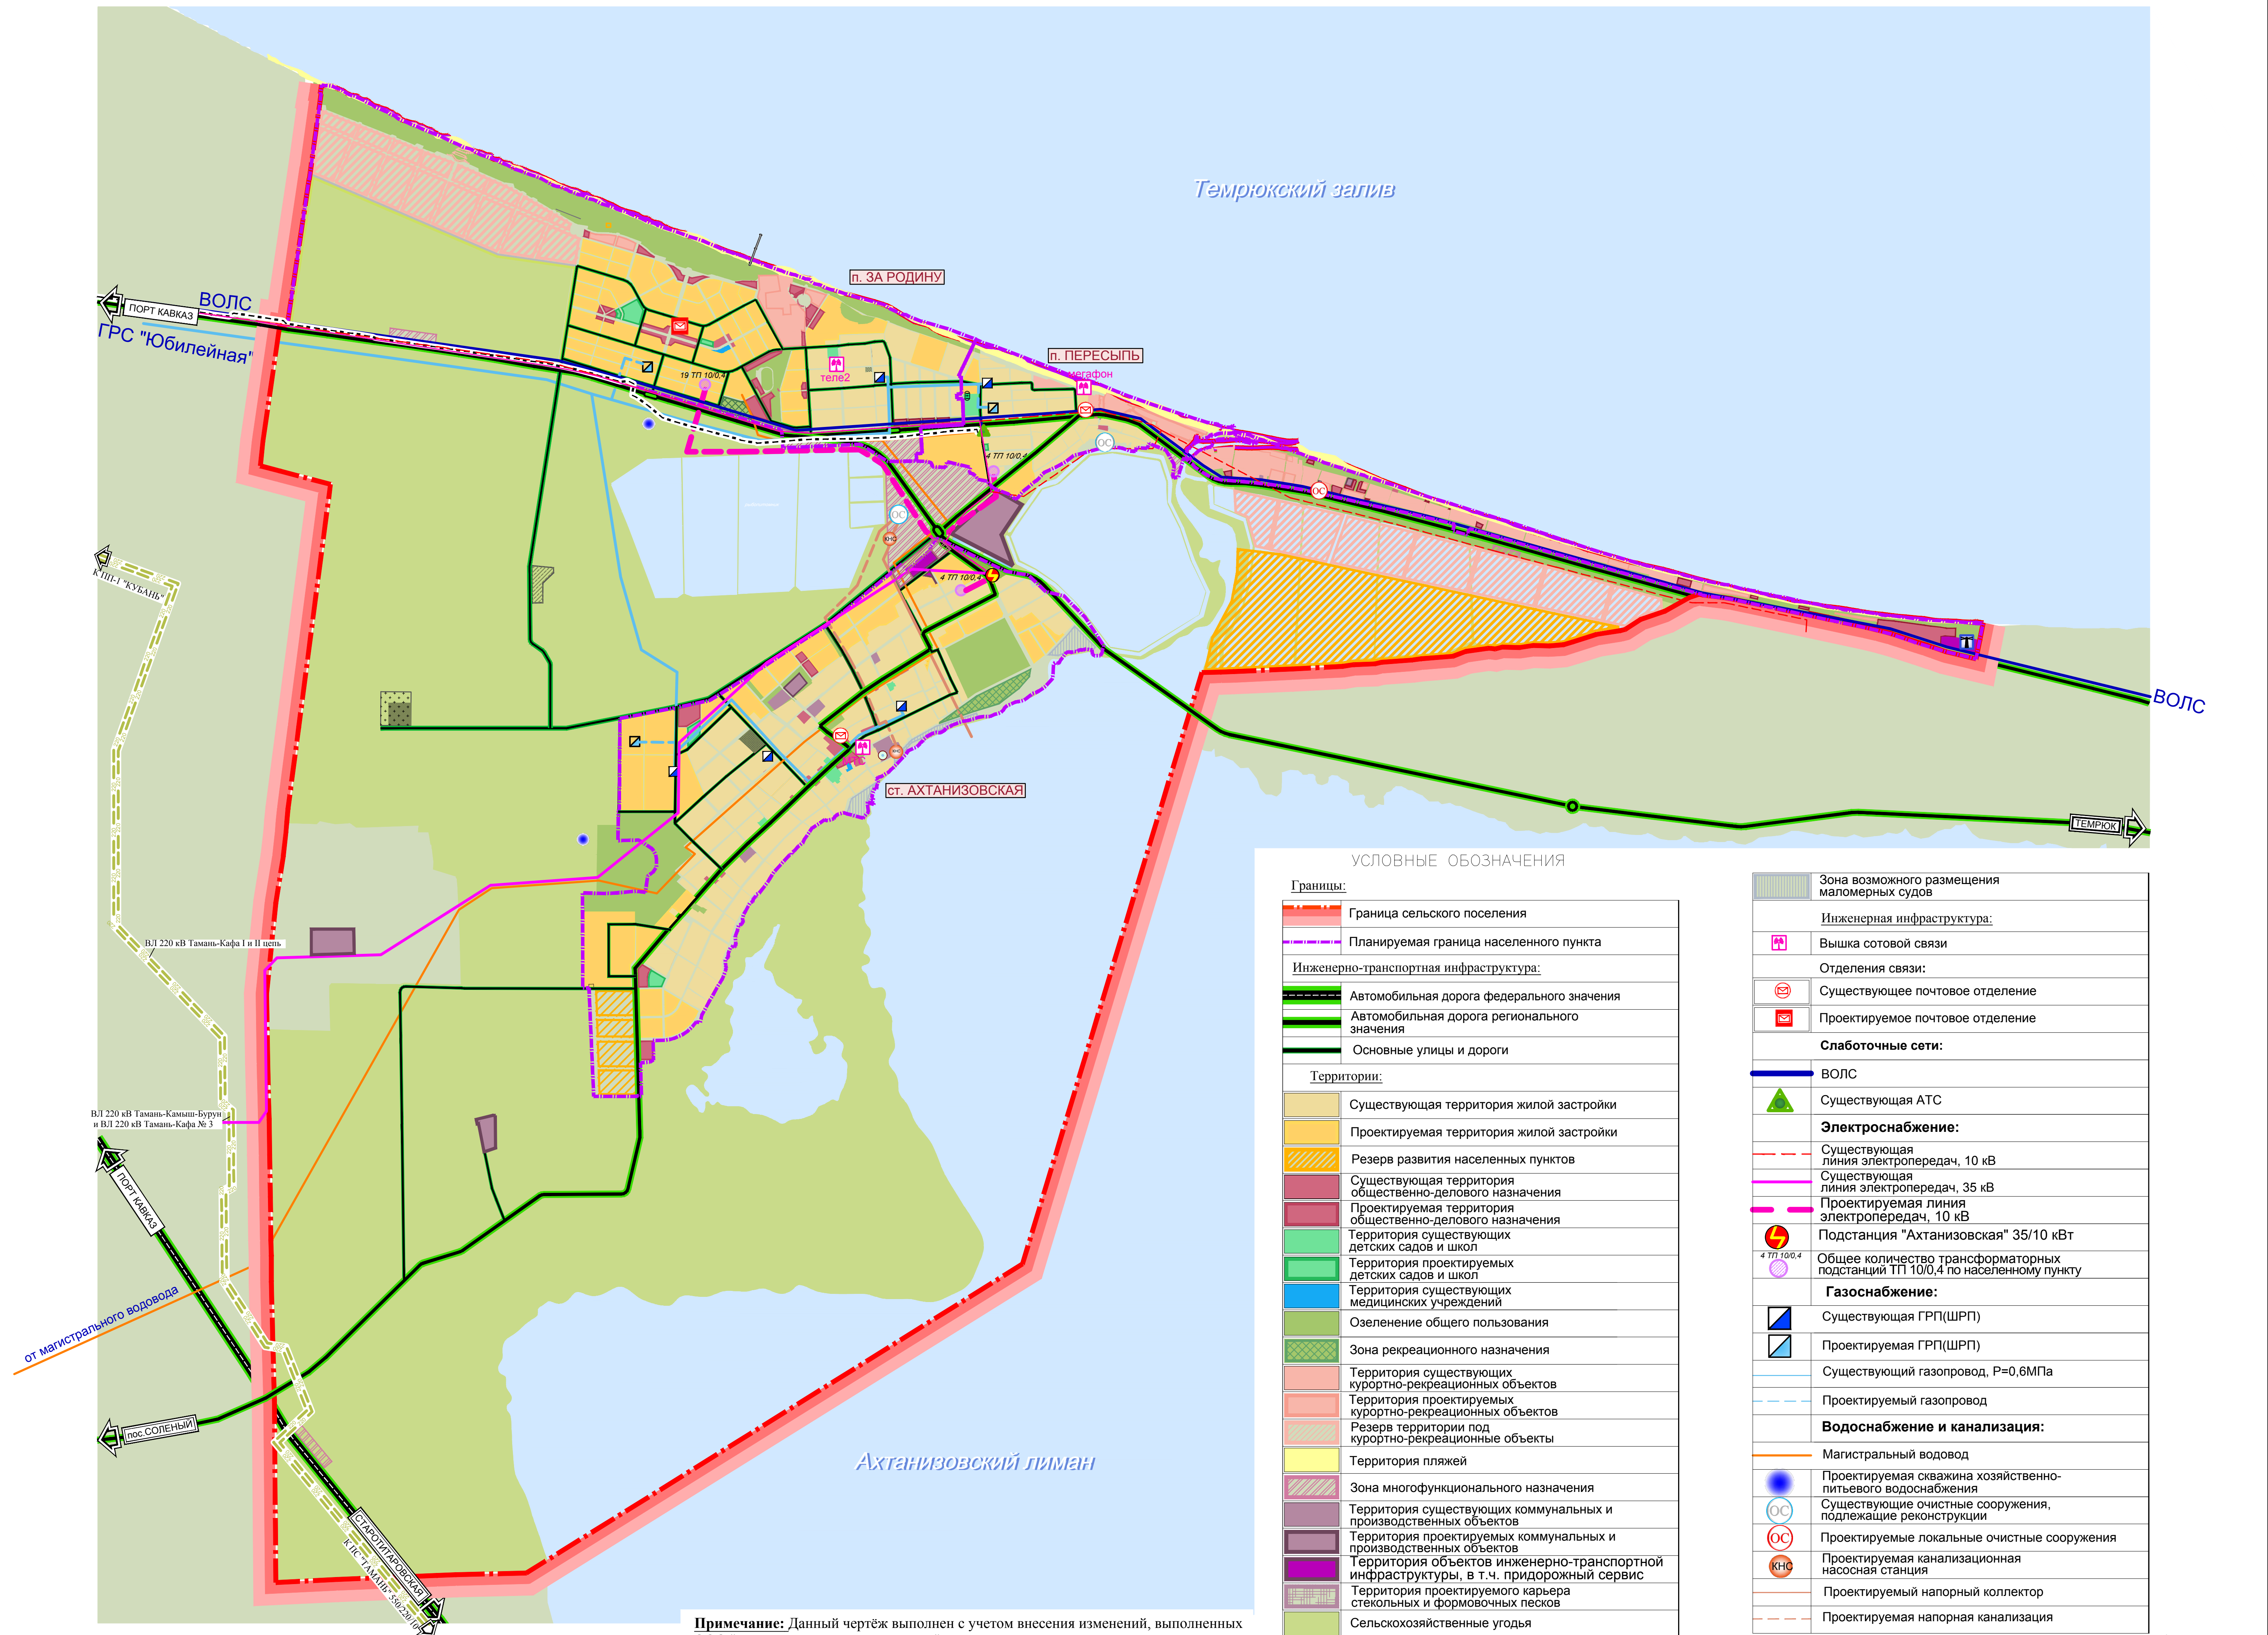 Темрюкский залив
п. ЗА РОДИНУ
п. ПЕРЕСЫПЬ
мегафон
ВОЛС
ПОРТ КАВКАЗ
ГРС "Юбилейная"
теле2
19 ТП 10/0,4
4 ТП 10/0,4
ОС
ОС
ОС
КНС
4 ТП 10/0,4
К ПП-1 "КУБАНЬ"
ВОЛС
ст. АХТАНИЗОВСКАЯ
КНС
ТЕМРЮК
ВЛ 220 кВ Тамань-Кафа I и II цепь
ВЛ 220 кВ Тамань-Камыш-Бурун
и ВЛ 220 кВ Тамань-Кафа № 3
ПОРТ КАВКАЗ
от магистрального водовода
пос.СОЛЕНЫЙ
СТАРОТИТАРОВСКАЯ
К ПС "ТАМАНЬ" 550/220/10
Ахтанизовский лиман
Примечание: Данный чертёж выполнен с учетом внесения изменений, выполненных
УСЛОВНЫЕ ОБОЗНАЧЕНИЯ
Границы:
Граница сельского поселения
Планируемая граница населенного пункта
Инженерно-транспортная инфраструктура:
Автомобильная дорога федерального значения
Автомобильная дорога регионального
значения
Основные улицы и дороги
Территории:
Существующая территория жилой застройки
Проектируемая территория жилой застройки
Резерв развития населенных пунктов
Существующая территория
общественно-делового назначения
Проектируемая территория
общественно-делового назначения
Территория существующих
детских садов и школ
Территория проектируемых
детских садов и школ
Территория существующих
медицинских учреждений
Озеленение общего пользования
Зона рекреационного назначения
Территория существующих
курортно-рекреационных объектов
Территория проектируемых
курортно-рекреационных объектов
Резерв территории под
курортно-рекреационные объекты
Территория пляжей
Зона многофункционального назначения
Территория существующих коммунальных и
производственных объектов
Территория проектируемых коммунальных и
производственных объектов
Территория объектов инженерно-транспортной
инфраструктуры, в т.ч. придорожный сервис
Территория проектируемого карьера
стекольных и формовочных песков
Сельскохозяйственные угодья
Зона возможного размещения
маломерных судов
Инженерная инфраструктура:
Вышка сотовой связи
Отделения связи:
Существующее почтовое отделение
Проектируемое почтовое отделение
Слаботочные сети:
ВОЛС
Существующая АТС
Электроснабжение:
Существующая
линия электропередач, 10 кВ
Существующая
линия электропередач, 35 кВ
Проектируемая линия
электропередач, 10 кВ
Подстанция "Ахтанизовская" 35/10 кВт
4 ТП 10/0,4
Общее количество трансформаторных
подстанций ТП 10/0,4 по населенному пункту
Газоснабжение:
Существующая ГРП(ШРП)
Проектируемая ГРП(ШРП)
Существующий газопровод, Р=0,6МПа
Проектируемый газопровод
Водоснабжение и канализация:
Магистральный водовод
Проектируемая скважина хозяйственно-
питьевого водоснабжения
ОС
Существующие очистные сооружения,
подлежащие реконструкции
ОС
Проектируемые локальные очистные сооружения
КНС
Проектируемая канализационная
насосная станция
Проектируемый напорный коллектор
Проектируемая напорная канализация